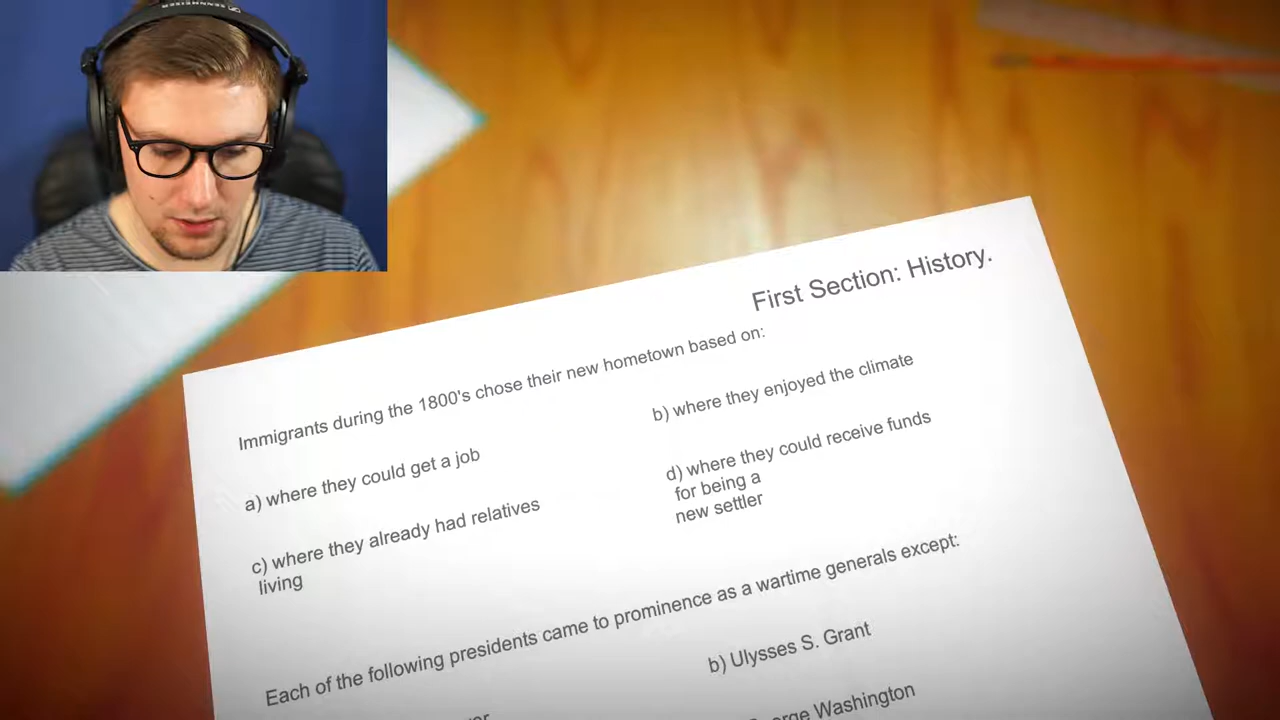 SENNHEISER
First Section: History.
Immigrants during the 1800's chose their new hometown based on:
a) where they could get a job
b) where they enjoyed the climate
c) where they already had relatives
living
d) where they could receive funds
for being a
new settler
Each of the following presidents came to prominence as a wartime generals except:
b) Ulysses S. Grant
Washington